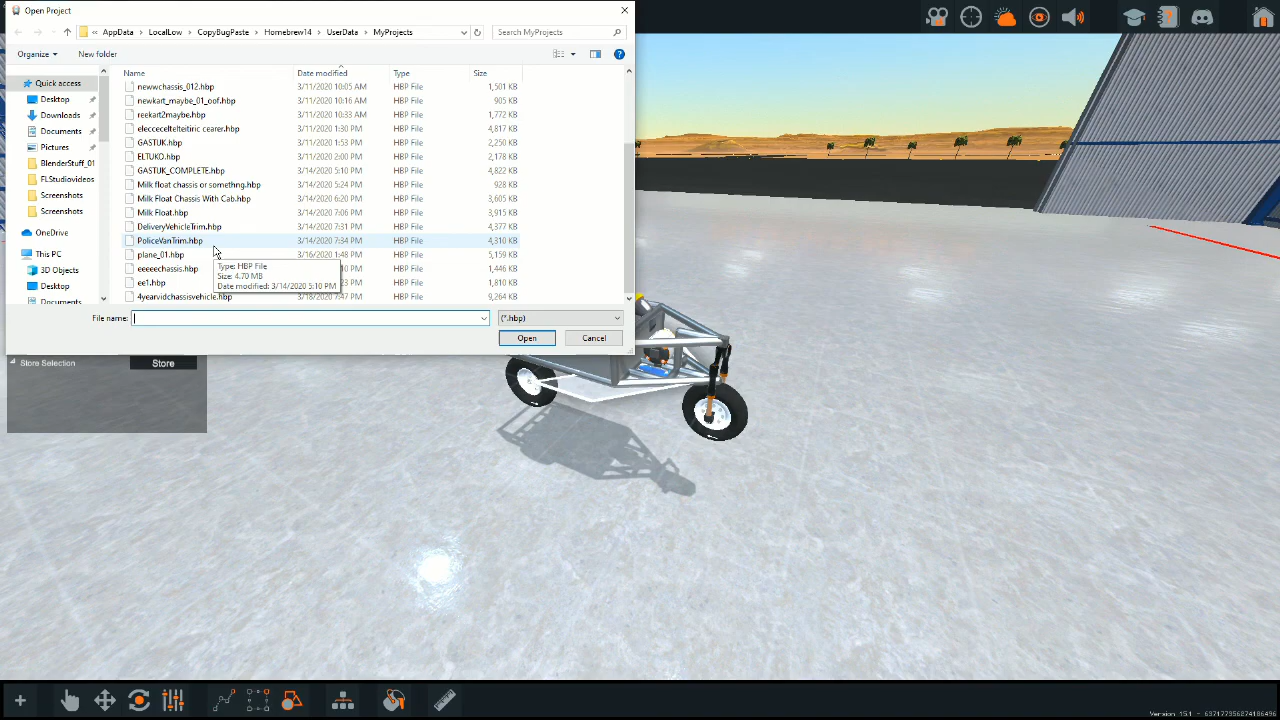 Open Project
« AppData > LocalLow > CopyBugPaste > Homebrew14 > UserData > MyProjects
Search MyProjects
Organize New folder
Quick access
Desktop
Downloads
Documents
Pictures
BlenderStuff_01
FLStudiovideos
Screenshots
Screenshots
OneDrive
This PC
3D Objects
Desktop
Documents
Name Date modified Type Size
newwchassis_012.hbp 3/11/2020 10:05 AM HBP File 1,501 KB
newkart_maybe_01_oof.hbp 3/11/2020 10:16 AM HBP File 905 KB
reekart2maybe.hbp 3/11/2020 10:33 AM HBP File 1,772 KB
elecceceltelteitiric cearer.hbp 3/11/2020 1:30 PM HBP File 4,817 KB
GASTUK.hbp 3/11/2020 1:53 PM HBP File 2,250 KB
ELTUKO.hbp 3/11/2020 2:00 PM HBP File 2,178 KB
GASTUK_COMPLETE.hbp 3/14/2020 5:10 PM HBP File 4,822 KB
Milk float chassis or somethng.hbp 3/14/2020 5:24 PM HBP File 928 KB
Milk Float Chassis With Cab.hbp 3/14/2020 6:20 PM HBP File 3,605 KB
Milk Float.hbp 3/14/2020 7:06 PM HBP File 3,915 KB
DeliveryVehicleTrim.hbp 3/14/2020 7:31 PM HBP File 4,377 KB
PoliceVanTrim.hbp 3/14/2020 7:34 PM HBP File 4,310 KB
plane_01.hbp 3/16/2020 1:48 PM HBP File 5,159 KB
eeeeechassis.hbp :10 PM HBP File 1,446 KB
ee1.hbp :23 PM HBP File 1,810 KB
4yearvidchassisvehicle.hbp 3/18/2020 7:47 PM HBP File 9,264 KB
Type: HBP File
Size: 4.70 MB
Date modified: 3/14/2020 5:10 PM
File name: (*.hbp)
Open Cancel
Store Selection Store
Version 15.1 - 637177956874186496